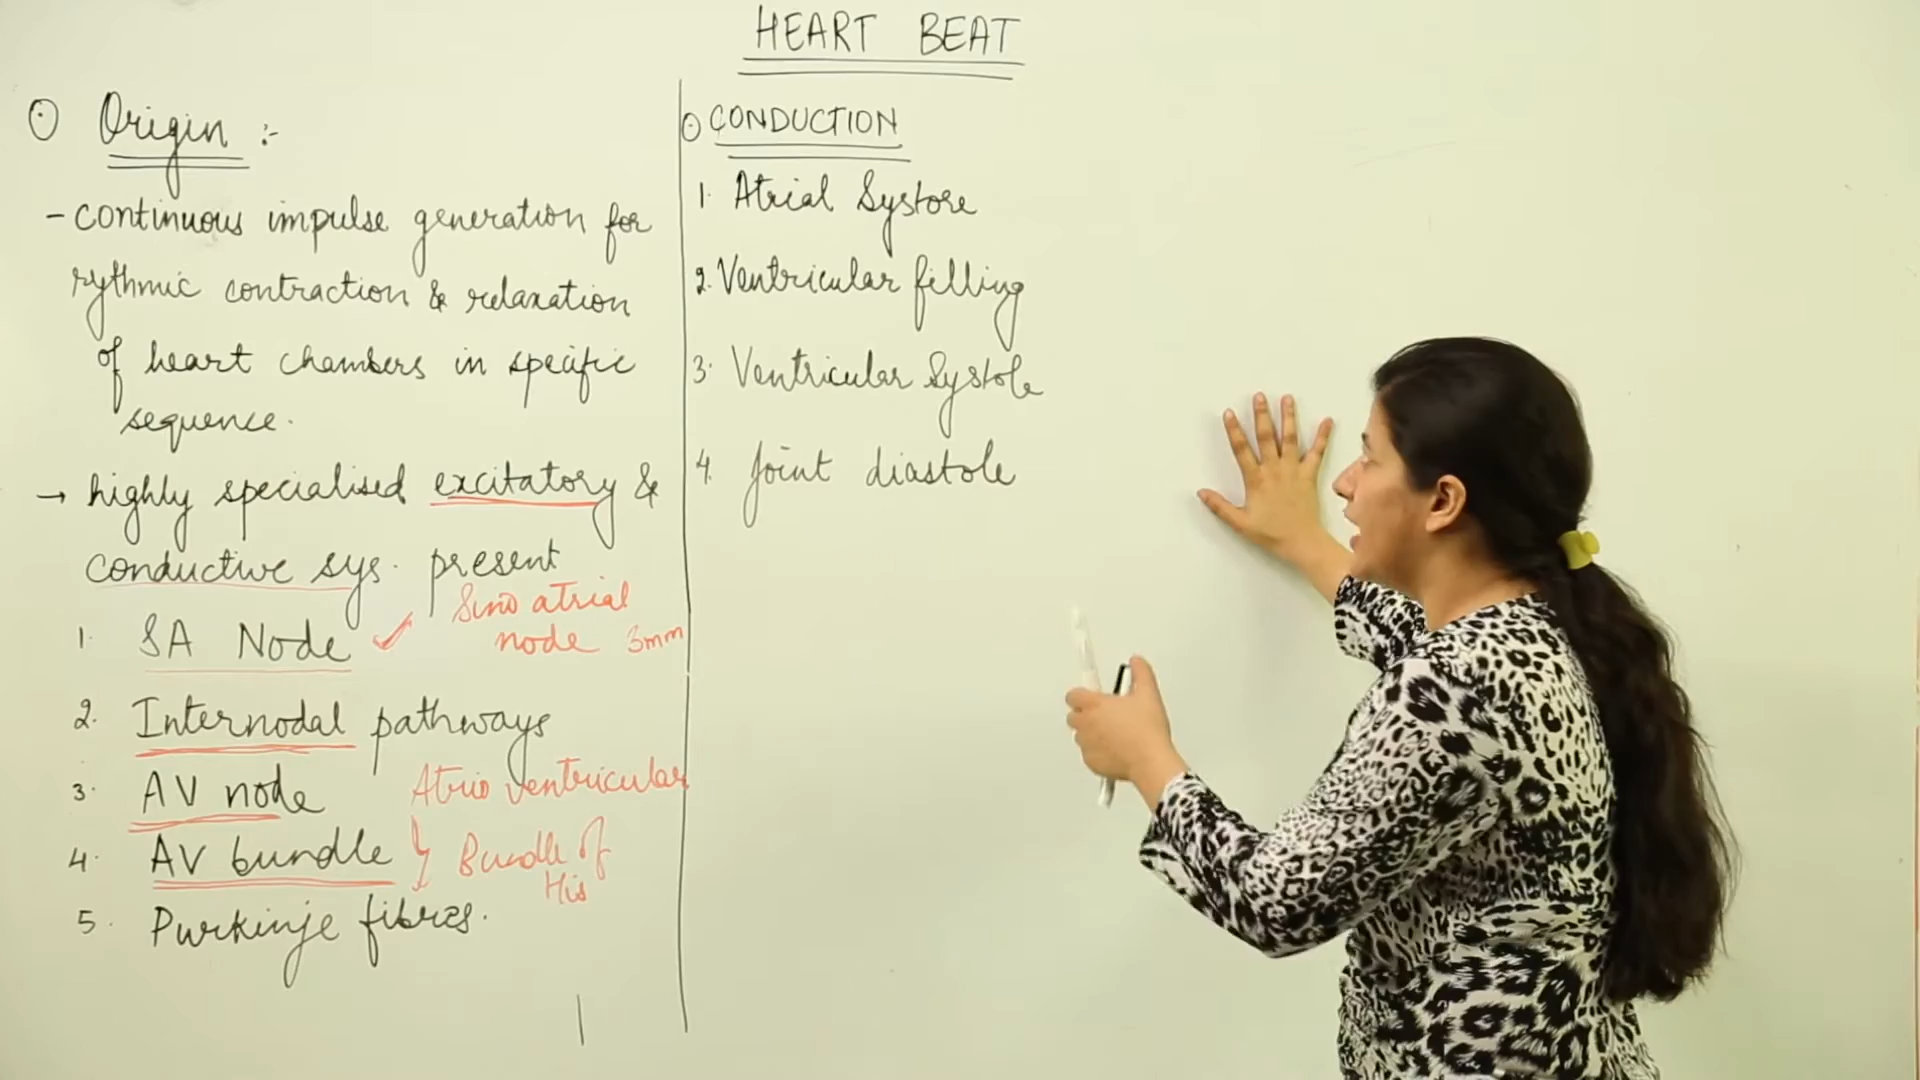 HEART BEAT
Origin :-
- continuous impulse generation for
rythmic contraction & relaxation
of heart chambers in specific
sequence.
→ highly specialised excitatory &
conductive sys. present
1. SA Node ✓ Sino atrial
node 3mm
2. Internodal pathways
3. AV node Atrio ventricular
4. AV bundle } Bundle of
His
5. Purkinje fibres.
CONDUCTION
1. Atrial Systore
2. Ventricular filling
3. Ventricular Systole
4. Joint diastole